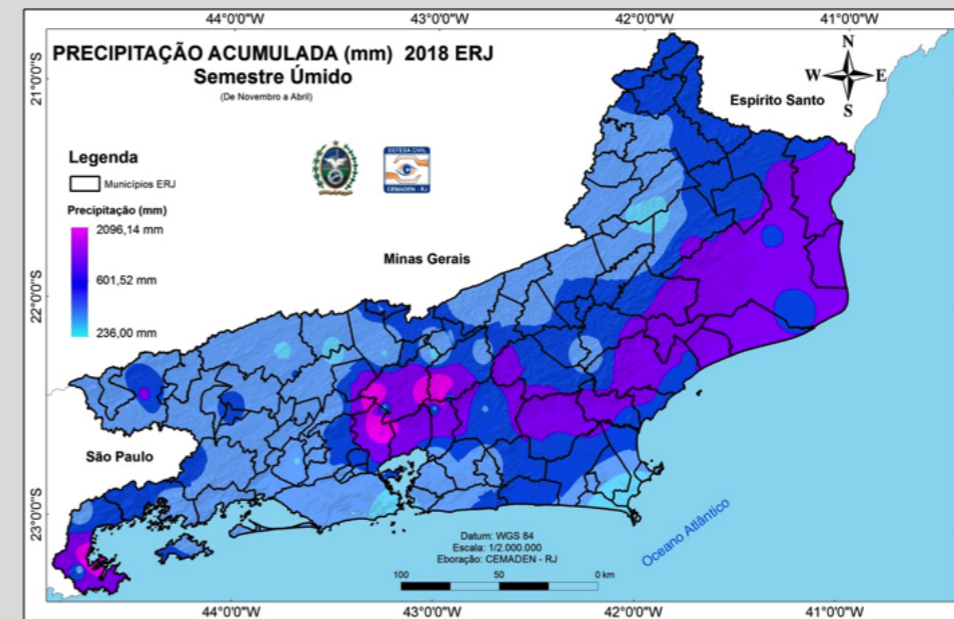 44°0'0"W 43°0'0"W 42°0'0"W 41°0'0"W
PRECIPITAÇÃO ACUMULADA (mm) 2018 ERJ
Semestre Úmido
(De Novembro a Abril)
N
W E
S
Espírito Santo
21°0'0"S
Legenda
Municípios ERJ
DEFESA CIVIL
CEMADEN - RJ
Precipitação (mm)
2096,14 mm
601,52 mm
236,00 mm
Minas Gerais
22°0'0"S
São Paulo
23°0'0"S
Oceano Atlântico
Datum: WGS 84
Escala: 1/2.000.000
Eboração: CEMADEN - RJ
100 50 0 km
44°0'0"W 43°0'0"W 42°0'0"W 41°0'0"W